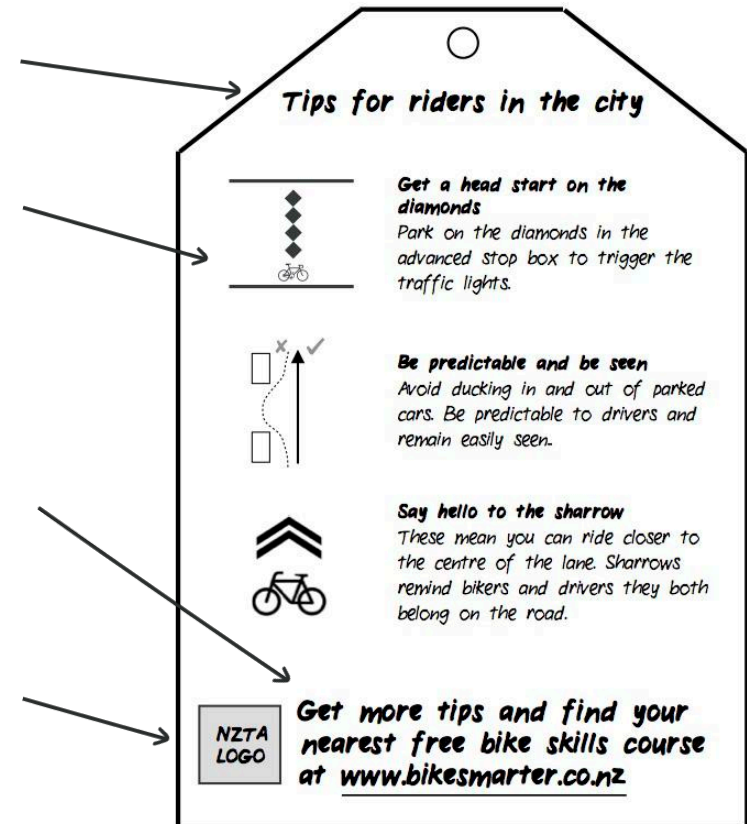 Tips for riders in the city
Get a head start on the
diamonds
Park on the diamonds in the
advanced stop box to trigger the
traffic lights.
Be predictable and be seen
Avoid ducking in and out of parked
cars. Be predictable to drivers and
remain easily seen.
Say hello to the sharrow
These mean you can ride closer to
the centre of the lane. Sharrows
remind bikers and drivers they both
belong on the road.
NZTA
LOGO
Get more tips and find your
nearest free bike skills course
at www.bikesmarter.co.nz